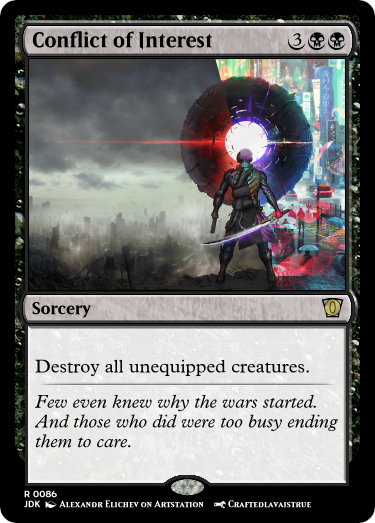 Conflict of Interest 3
Sorcery
Destroy all unequipped creatures.
Few even knew why the wars started.
And those who did were too busy ending
them to care.
R 0086
JDK Alexandr Elichev on Artstation Craftedlavaistrue